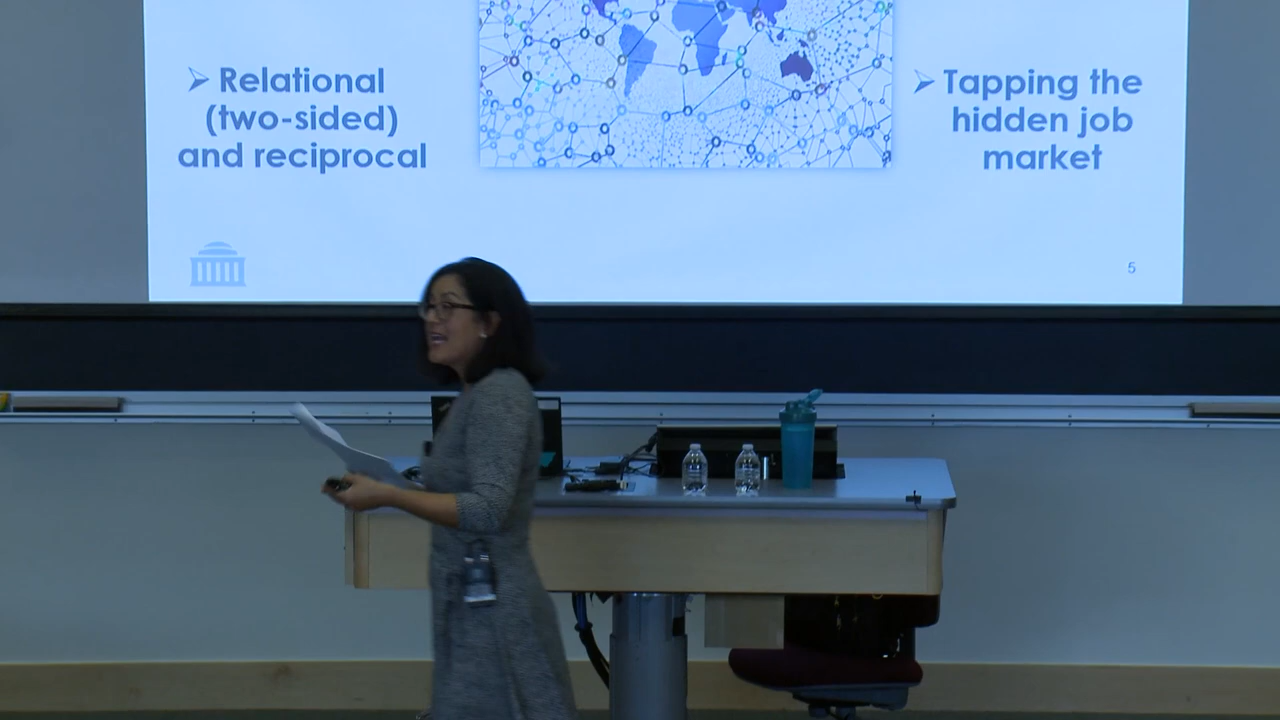 ➢ Relational
(two-sided)
and reciprocal
➢ Tapping the
hidden job
market
5